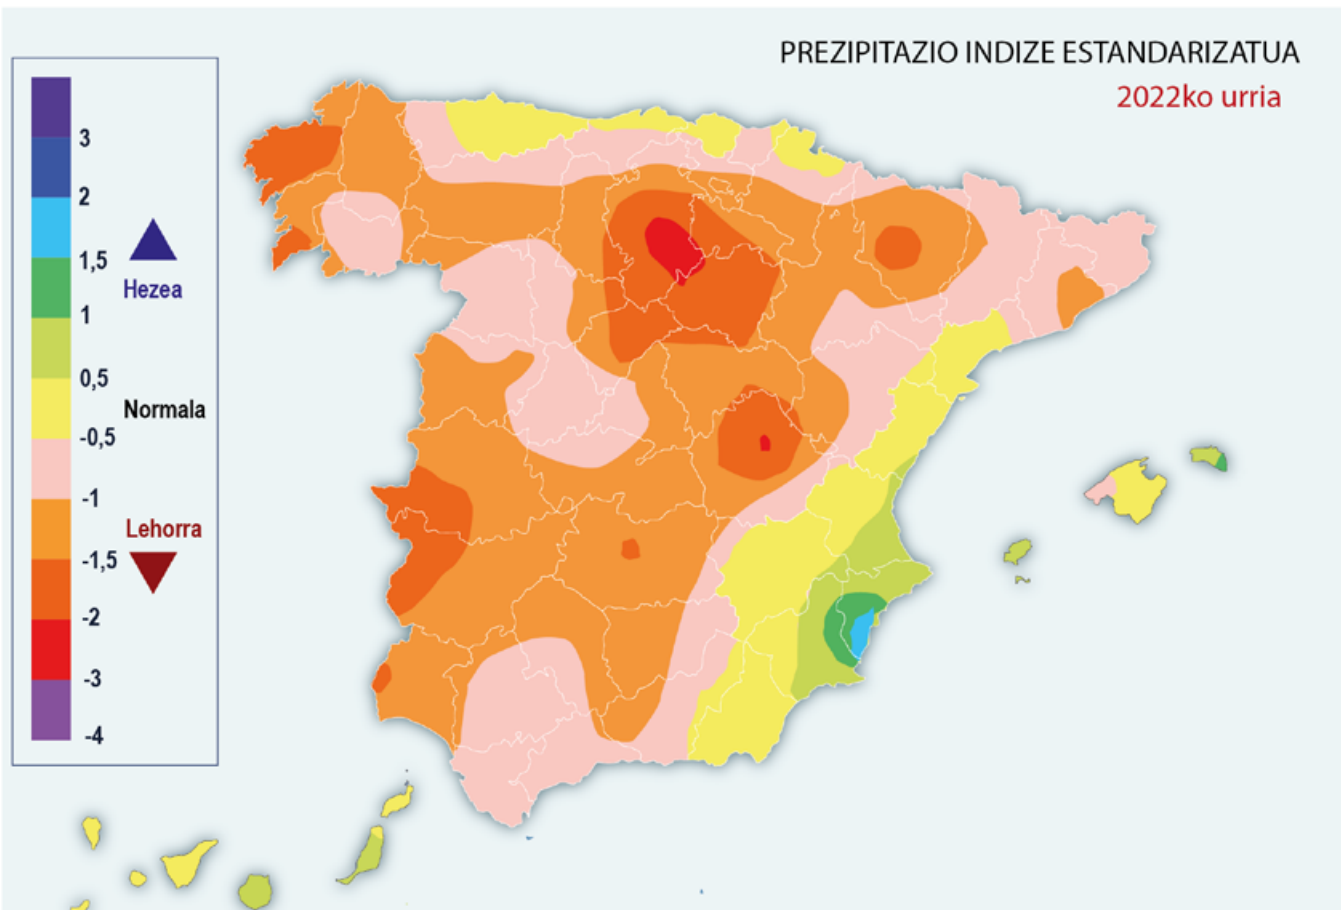 PREZIPITAZIO INDIZE ESTANDARIZATUA
2022ko urria
3
2
1,5
Hezea
1
0,5
Normala
-0,5
-1
Lehorra
-1,5
-2
-3
-4